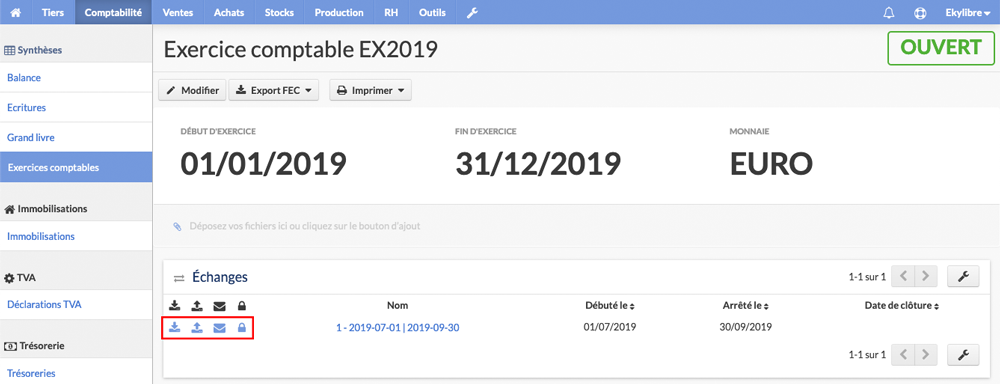 Tiers Comptabilité Ventes Achats Stocks Production RH Outils Ekylibre
Synthèses
Balance
Ecritures
Grand livre
Exercices comptables
Immobilisations
Immobilisations
TVA
Déclarations TVA
Trésorerie
Trésoreries
Exercice comptable EX2019
OUVERT
Modifier Export FEC Imprimer
DÉBUT D'EXERCICE FIN D'EXERCICE MONNAIE
01/01/2019 31/12/2019 EURO
Déposez vos fichiers ici ou cliquez sur le bouton d'ajout
Échanges 1-1 sur 1
Nom Débuté le Arrêté le Date de clôture
1 - 2019-07-01 | 2019-09-30 01/07/2019 30/09/2019
1-1 sur 1